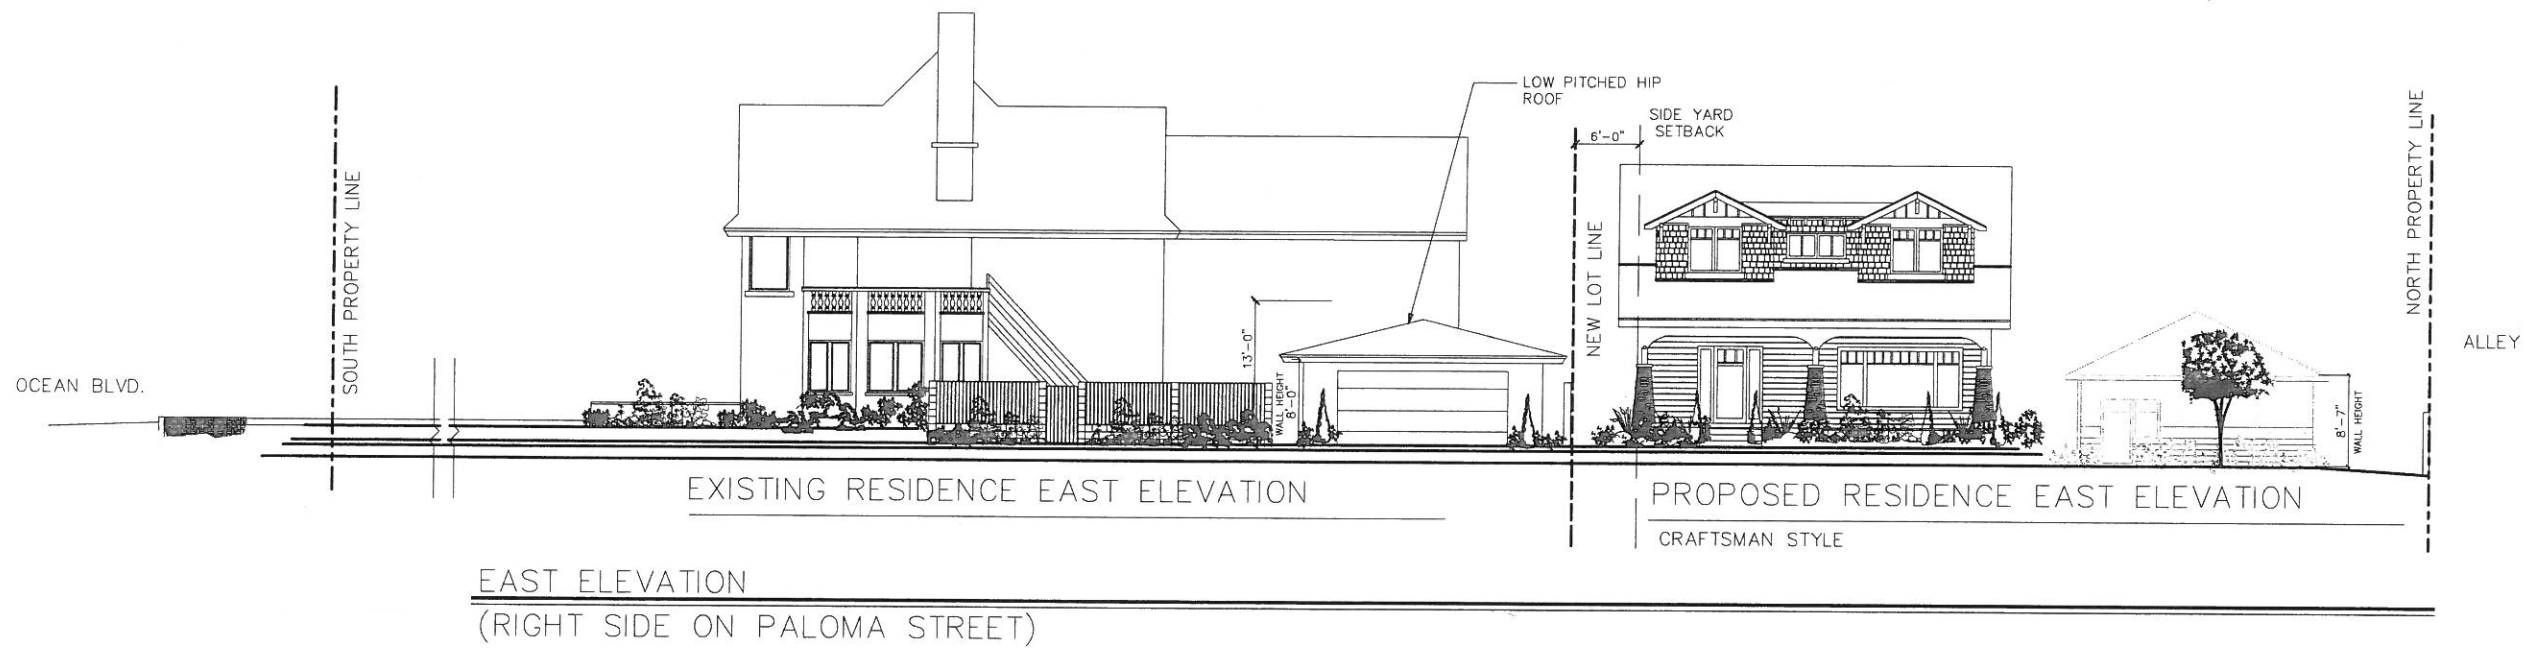 LOW PITCHED HIP
ROOF
SIDE YARD
SETBACK
6'-0"
SOUTH PROPERTY LINE
NEW LOT LINE
NORTH PROPERTY LINE
OCEAN BLVD.
13'-0"
WALL HEIGHT
8'-0"
8'-7"
WALL HEIGHT
ALLEY
EXISTING RESIDENCE EAST ELEVATION
PROPOSED RESIDENCE EAST ELEVATION
CRAFTSMAN STYLE
EAST ELEVATION
(RIGHT SIDE ON PALOMA STREET)